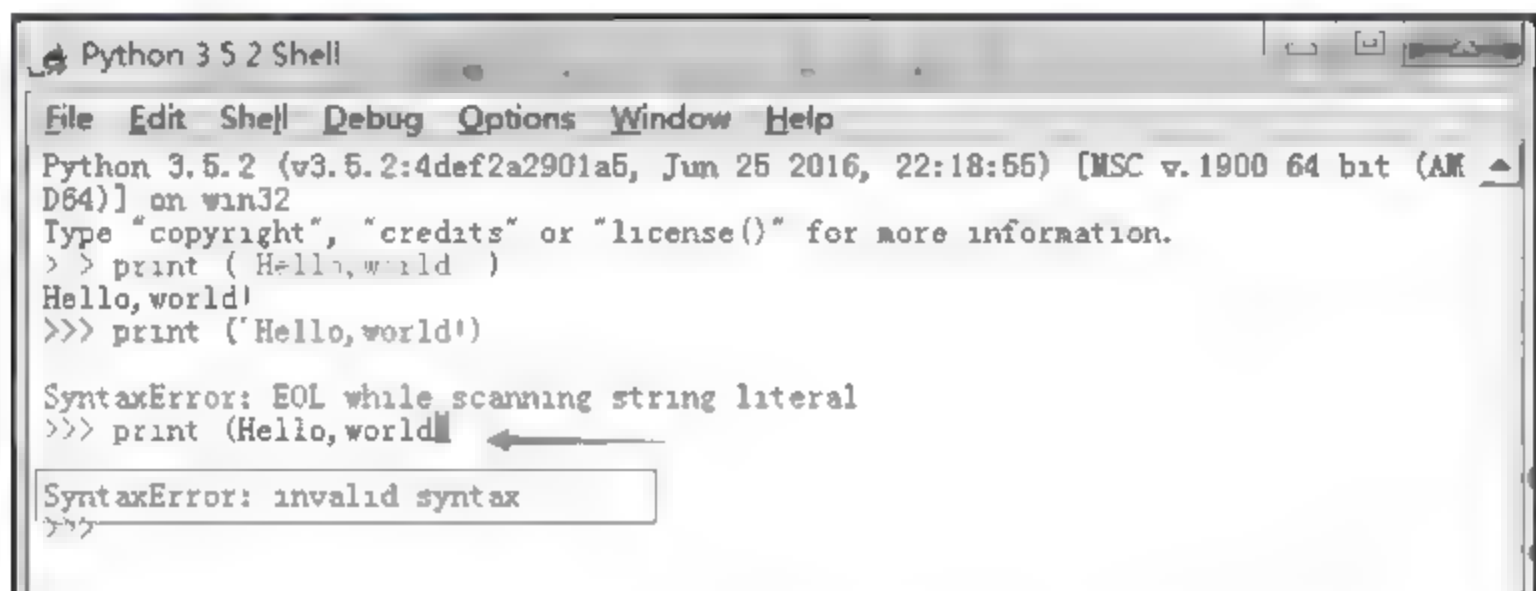 Python 3 5 2 Shell
File Edit Shell Debug Options Window Help
Python 3.5.2 (v3.5.2:4def2a2901a5, Jun 25 2016, 22:18:55) [MSC v.1900 64 bit (AM
D64)] on win32
Type "copyright", "credits" or "license()" for more information.
> > print ( Hello,world )
Hello,world!
>>> print ('Hello,world!)
SyntaxError: EOL while scanning string literal
>>> print (Hello,world
SyntaxError: invalid syntax
>>>